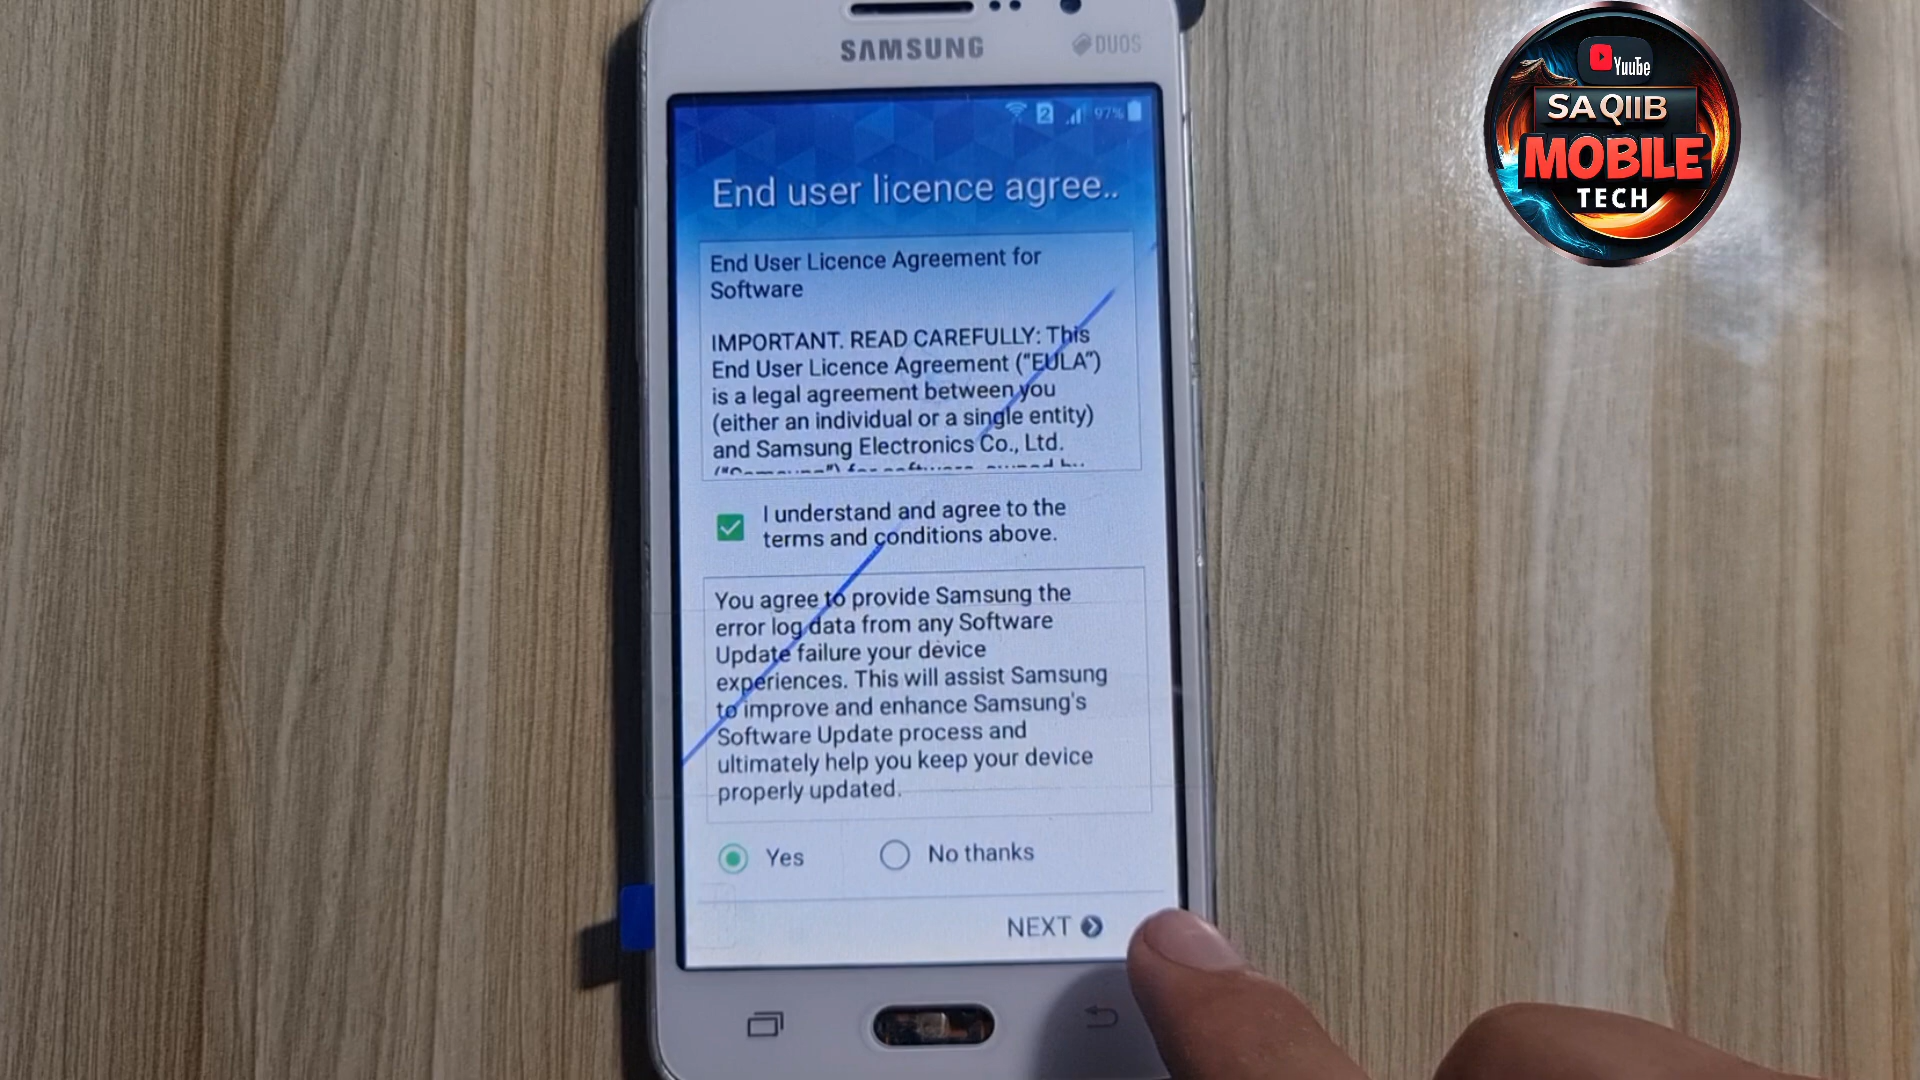 SAMSUNG
DUOS
2
97%
End user licence agree..
End User Licence Agreement for
Software
IMPORTANT. READ CAREFULLY: This
End User Licence Agreement (“EULA”)
is a legal agreement between you
(either an individual or a single entity)
and Samsung Electronics Co., Ltd.
I understand and agree to the
terms and conditions above.
You agree to provide Samsung the
error log data from any Software
Update failure your device
experiences. This will assist Samsung
to improve and enhance Samsung's
Software Update process and
ultimately help you keep your device
properly updated.
Yes
No thanks
NEXT
Yuube
SAQIIB
MOBILE
TECH